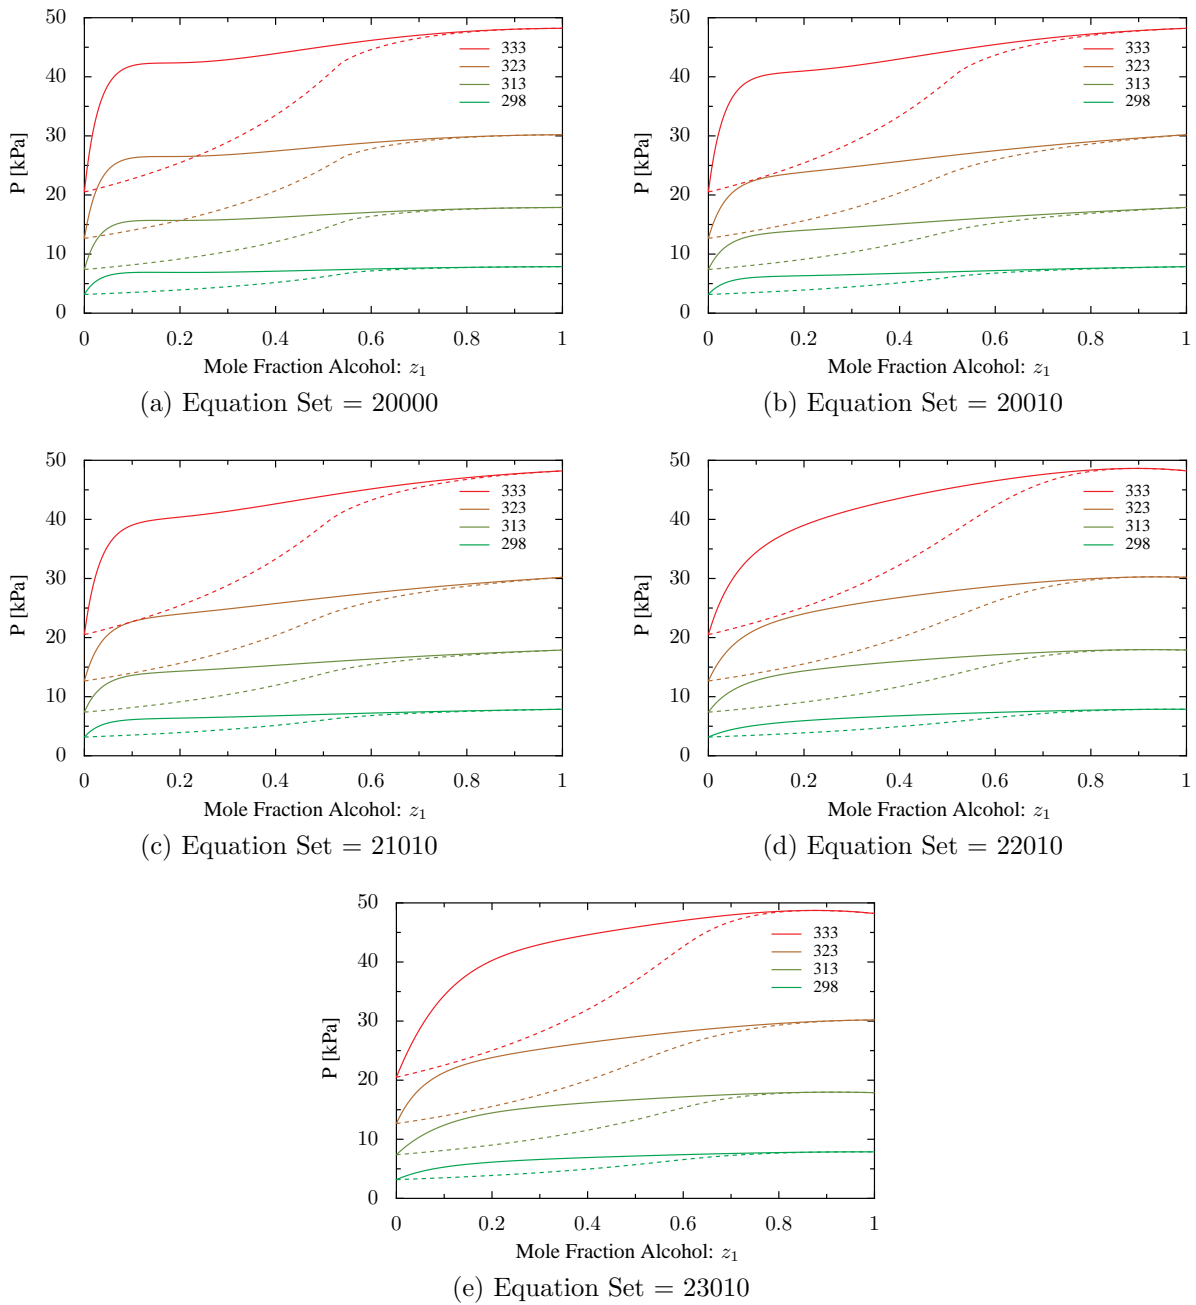 50
40
30
20
10
0
P [kPa]
333
323
313
298
0 0.2 0.4 0.6 0.8 1
Mole Fraction Alcohol: z1
(a) Equation Set = 20000
50
40
30
20
10
0
P [kPa]
333
323
313
298
0 0.2 0.4 0.6 0.8 1
Mole Fraction Alcohol: z1
(b) Equation Set = 20010
50
40
30
20
10
0
P [kPa]
333
323
313
298
0 0.2 0.4 0.6 0.8 1
Mole Fraction Alcohol: z1
(c) Equation Set = 21010
50
40
30
20
10
0
P [kPa]
333
323
313
298
0 0.2 0.4 0.6 0.8 1
Mole Fraction Alcohol: z1
(d) Equation Set = 22010
50
40
30
20
10
0
P [kPa]
333
323
313
298
0 0.2 0.4 0.6 0.8 1
Mole Fraction Alcohol: z1
(e) Equation Set = 23010